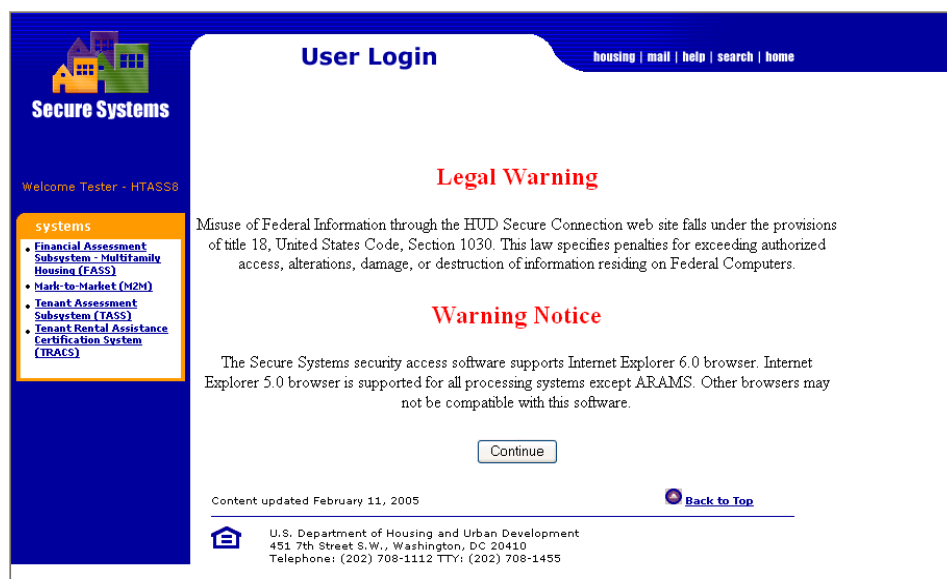 User Login
housing | mail | help | search | home
Secure Systems
Welcome Tester - HTASS8
systems
Financial Assessment
Subsystem - Multifamily
Housing (FASS)
Mark-to-Market (M2M)
Tenant Assessment
Subsystem (TASS)
Tenant Rental Assistance
Certification System
(TRACS)
Legal Warning
Misuse of Federal Information through the HUD Secure Connection web site falls under the provisions
of title 18, United States Code, Section 1030. This law specifies penalties for exceeding authorized
access, alterations, damage, or destruction of information residing on Federal Computers.
Warning Notice
The Secure Systems security access software supports Internet Explorer 6.0 browser. Internet
Explorer 5.0 browser is supported for all processing systems except ARAMS. Other browsers may
not be compatible with this software.
Continue
Content updated February 11, 2005
Back to Top
U.S. Department of Housing and Urban Development
451 7th Street S.W., Washington, DC 20410
Telephone: (202) 708-1112 TTY: (202) 708-1455